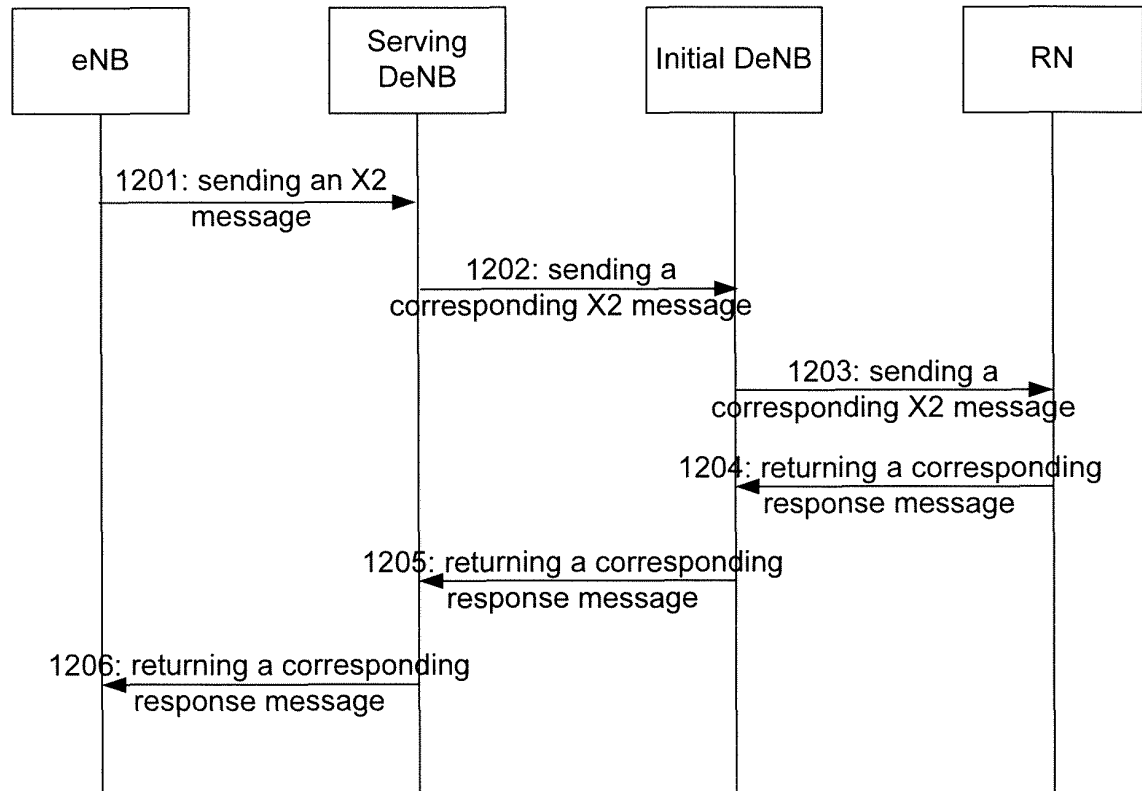 eNB
Serving
DeNB
Initial DeNB
RN
1201: sending an X2
message
1202: sending a
corresponding X2 message
1203: sending a
corresponding X2 message
1204: returning a corresponding
response message
1205: returning a corresponding
response message
1206: returning a corresponding
response message